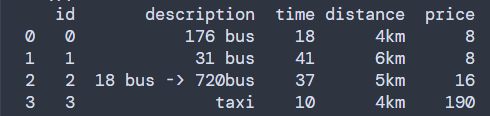 id description time distance price
0 0 176 bus 18 4km 8
1 1 31 bus 41 6km 8
2 2 18 bus -> 720bus 37 5km 16
3 3 taxi 10 4km 190